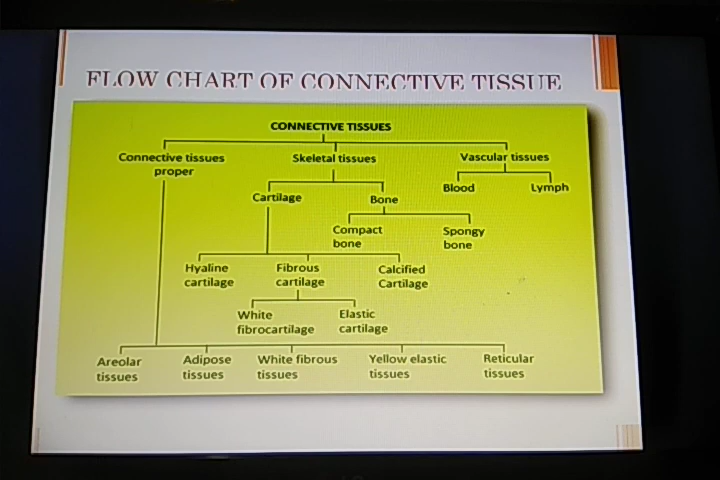 FLOW CHART OF CONNECTIVE TISSUE
CONNECTIVE TISSUES
Connective tissues
proper
Skeletal tissues
Vascular tissues
Blood
Lymph
Cartilage
Bone
Compact
bone
Spongy
bone
Hyaline
cartilage
Fibrous
cartilage
Calcified
Cartilage
White
fibrocartilage
Elastic
cartilage
Areolar
tissues
Adipose
tissues
White fibrous
tissues
Yellow elastic
tissues
Reticular
tissues